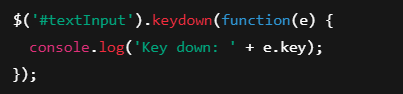 $('#textInput').keydown(function(e) {
  console.log('Key down: ' + e.key);
});